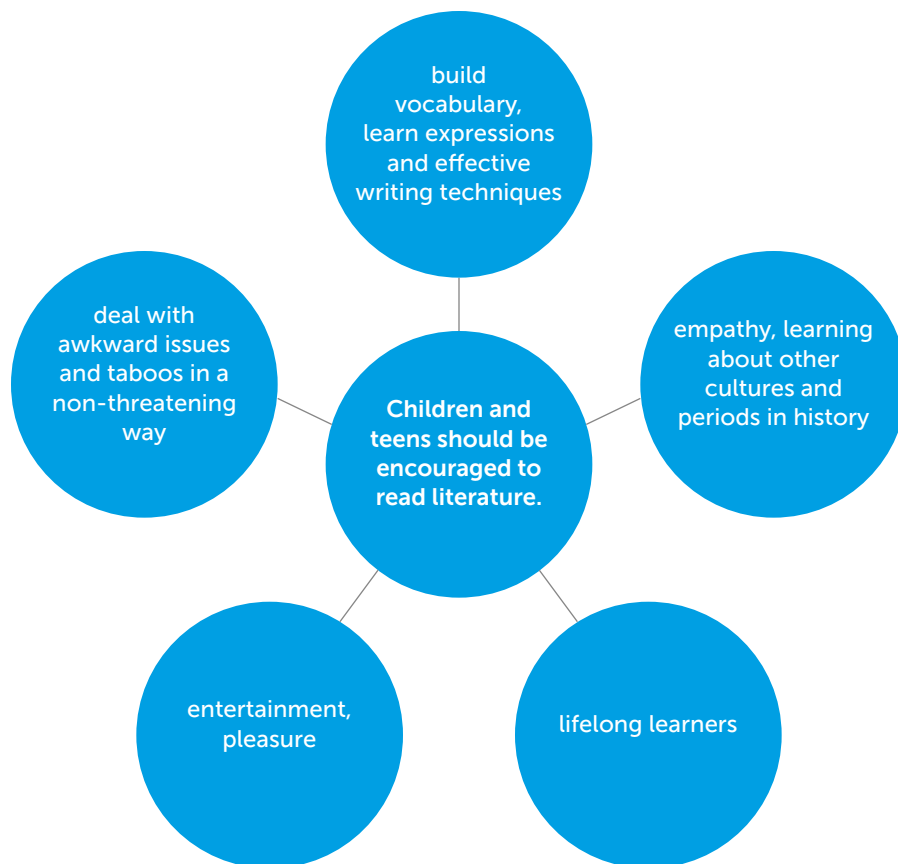 build
vocabulary,
learn expressions
and effective
writing techniques
deal with
awkward issues
and taboos in a
non-threatening
way
empathy, learning
about other
cultures and
periods in history
Children and
teens should be
encouraged to
read literature.
entertainment,
pleasure
lifelong learners